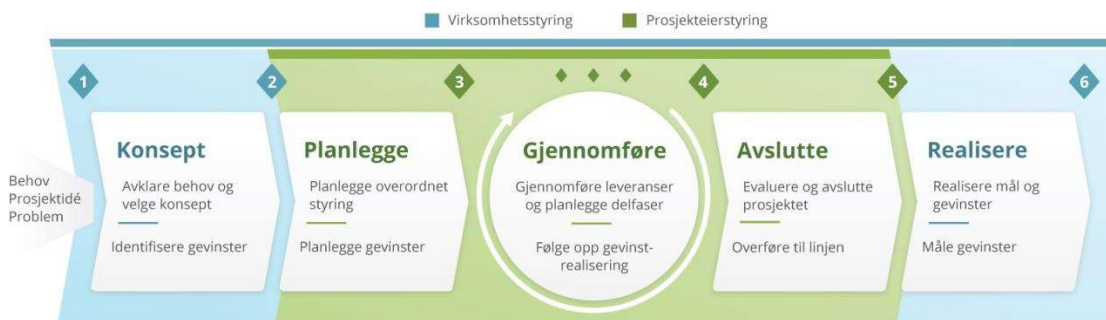 Virksomhetsstyring
Prosjekteierstyring
1
2
3
4
5
6
Behov
Prosjektidé
Problem
Konsept
Avklare behov og
velge konsept
Identifisere gevinster
Planlegge
Planlegge overordnet
styring
Planlegge gevinster
Gjennomføre
Gjennomføre leveranser
og planlegge delfaser
Følge opp gevinst-
realisering
Avslutte
Evaluere og avslutte
prosjektet
Overføre til linjen
Realisere
Realisere mål og
gevinster
Måle gevinster